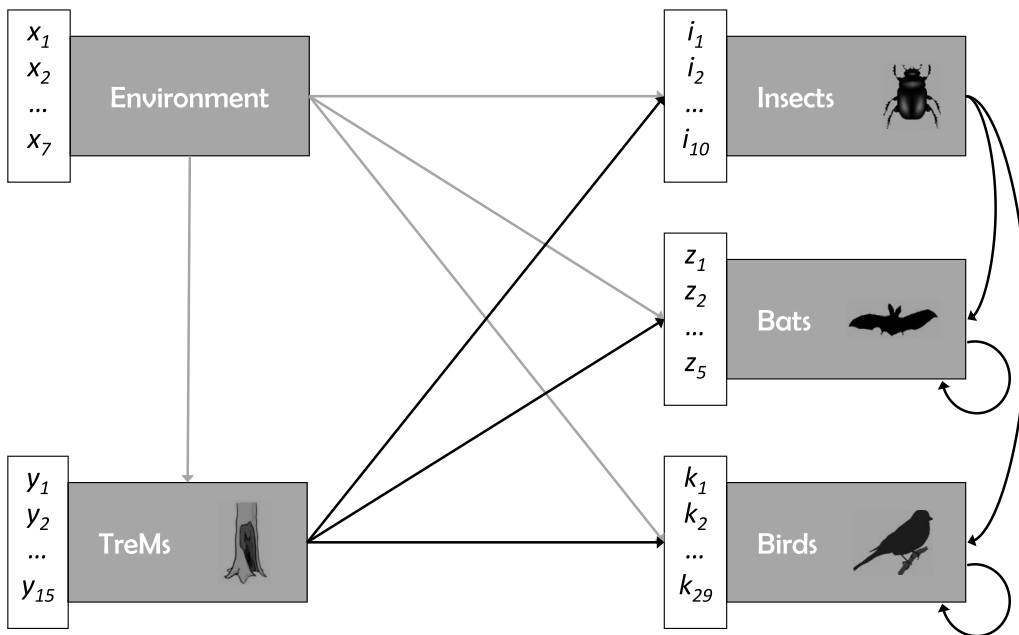 x1
x2
...
x7
Environment
i1
i2
...
i10
Insects
z1
z2
...
z5
Bats
y1
y2
...
y15
TreMs
k1
k2
...
k29
Birds